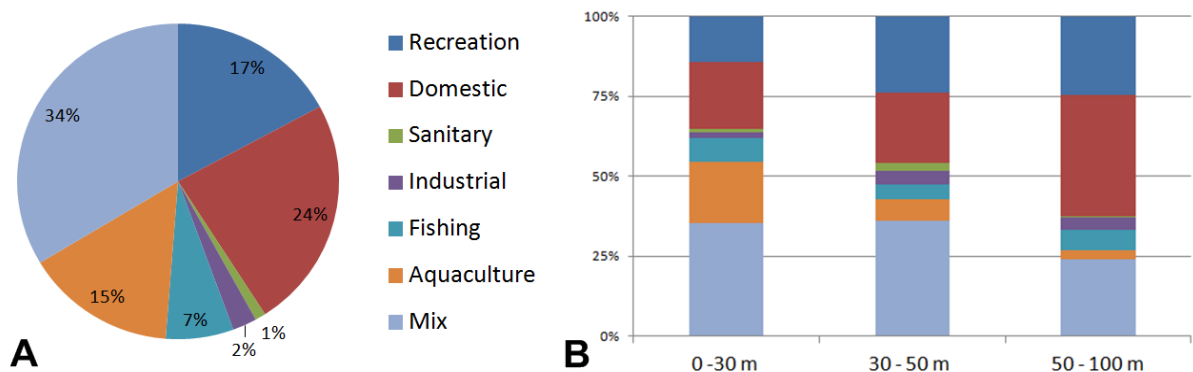 17%
24%
1%
2%
7%
15%
34%
A
Recreation
Domestic
Sanitary
Industrial
Fishing
Aquaculture
Mix
100%
75%
50%
25%
0%
0 -30 m
30 - 50 m
50 - 100 m
B